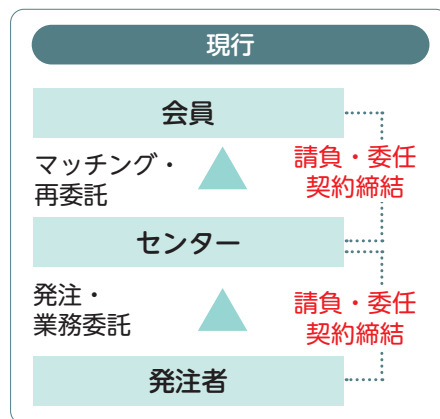 現行
会員
マッチング・
再委託
請負・委任
契約締結
センター
発注・
業務委託
請負・委任
契約締結
発注者